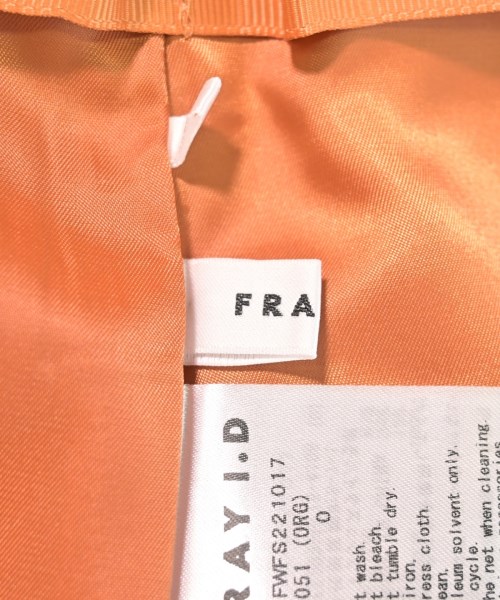 FRA
RAY I.D
FWFS221017
051 (ORG)
0
t wash.
t bleach.
t tumble dry.
iron.
ress cloth.
ean.
leum solvent only.
cycle.
he net when cleaning.